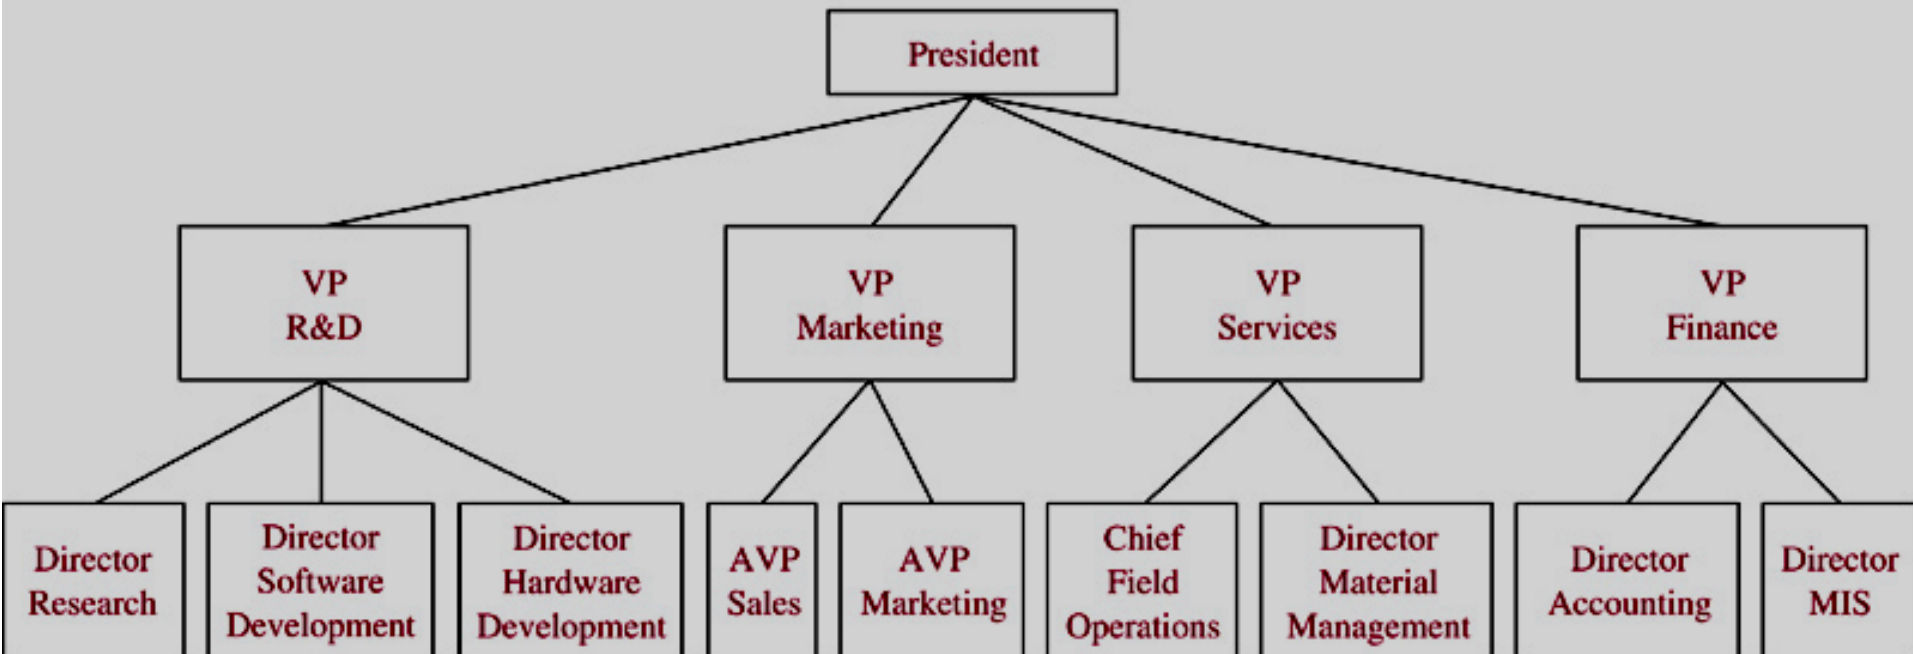 President
VP
R&D
VP
Marketing
VP
Services
VP
Finance
Director
Research
Director
Software
Development
Director
Hardware
Development
AVP
Sales
AVP
Marketing
Chief
Field
Operations
Director
Material
Management
Director
Accounting
Director
MIS